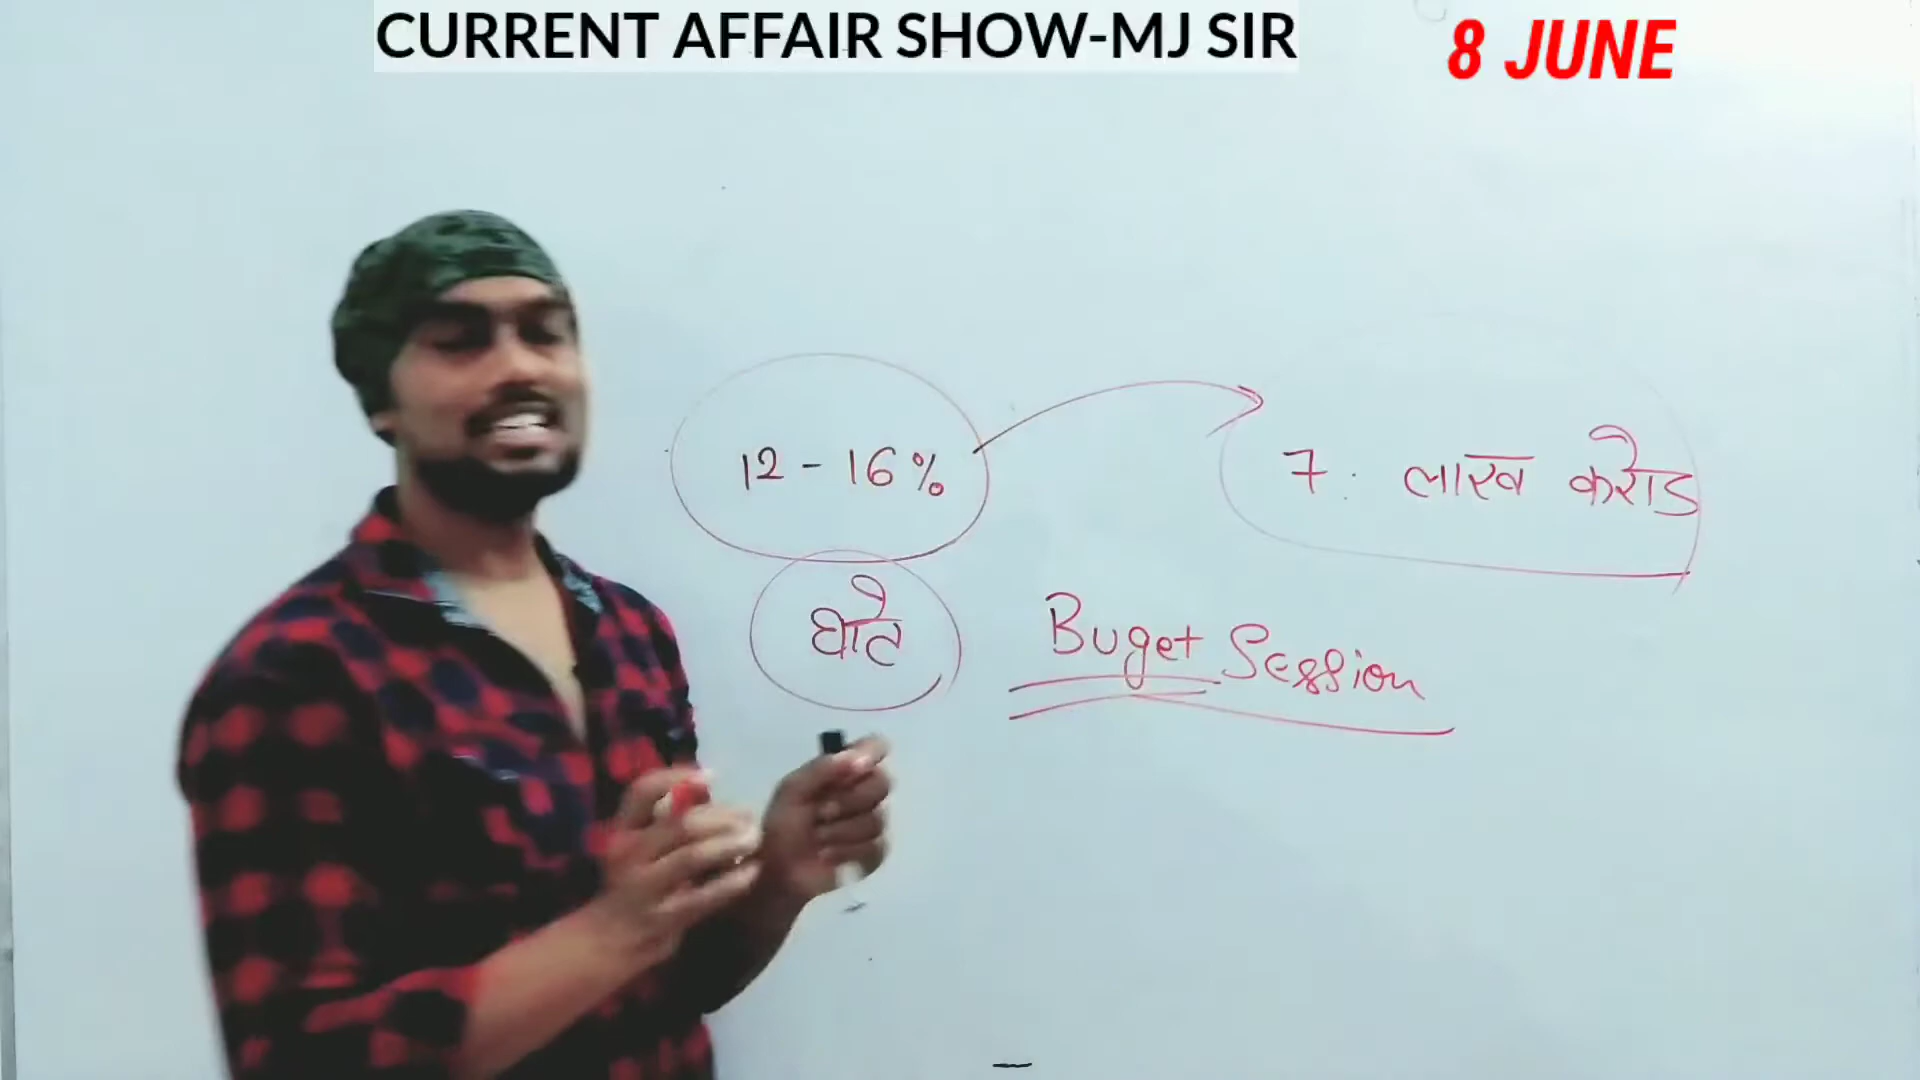 CURRENT AFFAIR SHOW-MJ SIR
8 JUNE
12 - 16%
7. लाख करोड
घाटे
Buget Session